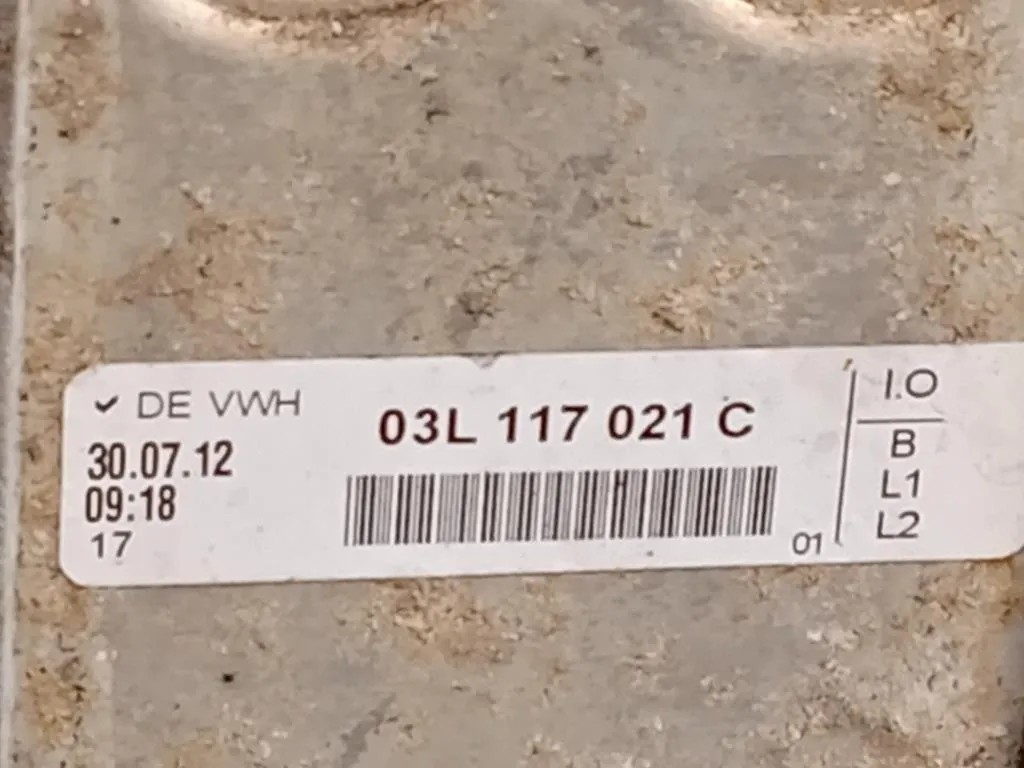 ✓ DE VWH
30.07.12
09:18
17
03L 117 021 C
01
I.O
B
L1
L2